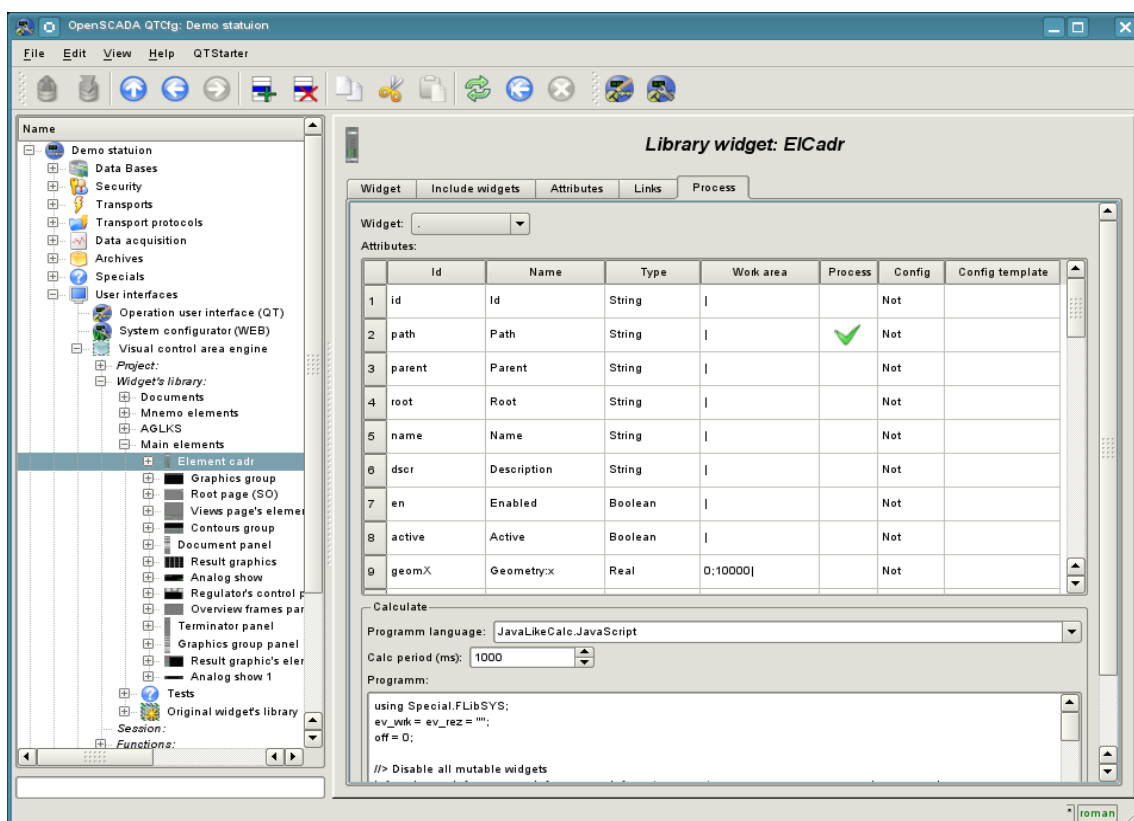 OpenSCADA QTCfg: Demo statuion
File Edit View Help QTStarter
Name
Demo statuion
Data Bases
Security
Transports
Transport protocols
Data acquisition
Archives
Specials
User interfaces
Operation user interface (QT)
System configurator (WEB)
Visual control area engine
Project:
Widget's library:
Documents
Mnemo elements
AGLKS
Main elements
Element cadr
Graphics group
Root page (SO)
Views page's elemen
Contours group
Document panel
Result graphics
Analog show
Regulator's control p
Overview frames par
Terminator panel
Graphics group panel
Result graphic's eler
Analog show 1
Tests
Original widget's library
Session:
Functions:
Library widget: ElCadr
Widget Include widgets Attributes Links Process
Widget: .
Attributes:
Id Name Type Work area Process Config Config template
1 id Id String | Not
2 path Path String | Not
3 parent Parent String | Not
4 root Root String | Not
5 name Name String | Not
6 dscr Description String | Not
7 en Enabled Boolean | Not
8 active Active Boolean | Not
9 geomX Geometry:x Real 0;10000| Not
Calculate
Programm language: JavaLikeCalc.JavaScript
Calc period (ms): 1000
Programm:
using Special.FLibSYS;
ev_wrk = ev_rez = "";
off = 0;
//> Disable all mutable widgets
* roman